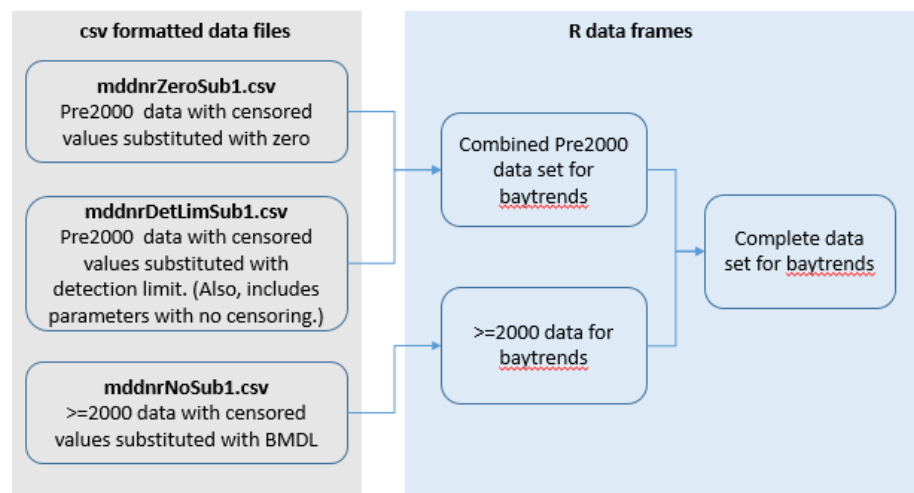 csv formatted data files
mddnrZeroSub1.csv
Pre2000 data with censored
values substituted with zero
mddnrDetLimSub1.csv
Pre2000 data with censored
values substituted with
detection limit. (Also, includes
parameters with no censoring.)
mddnrNoSub1.csv
>=2000 data with censored
values substituted with BMDL
R data frames
Combined Pre2000
data set for
baytrends
>=2000 data for
baytrends
Complete data
set for baytrends